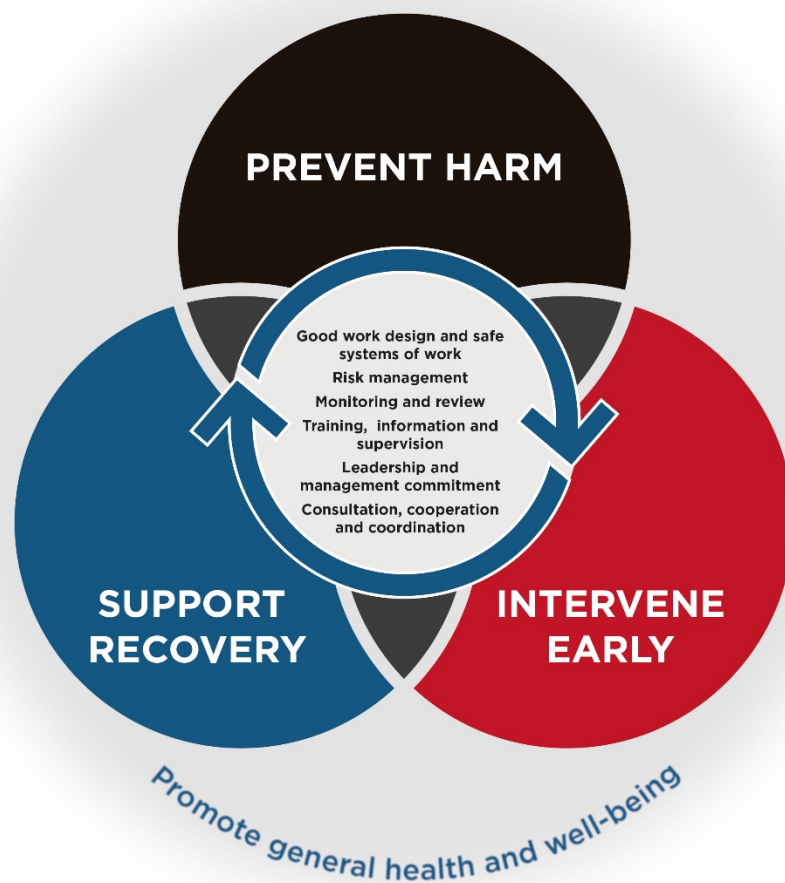 PREVENT HARM
Good work design and safe
systems of work
Risk management
Monitoring and review
Training, information and
supervision
Leadership and
management commitment
Consultation, cooperation
and coordination
SUPPORT
RECOVERY
INTERVENE
EARLY
Promote general health and well-being